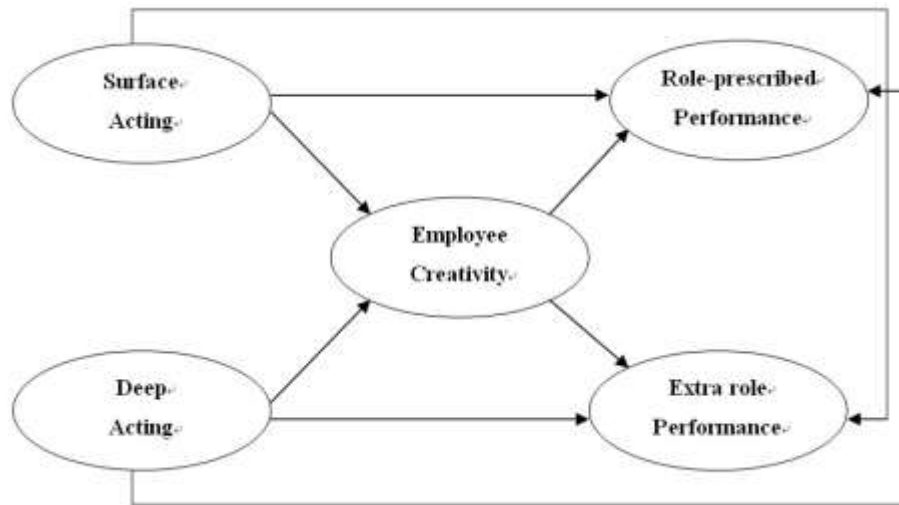 Surface
Acting
Role-prescribed
Performance
Employee
Creativity
Deep
Acting
Extra role
Performance